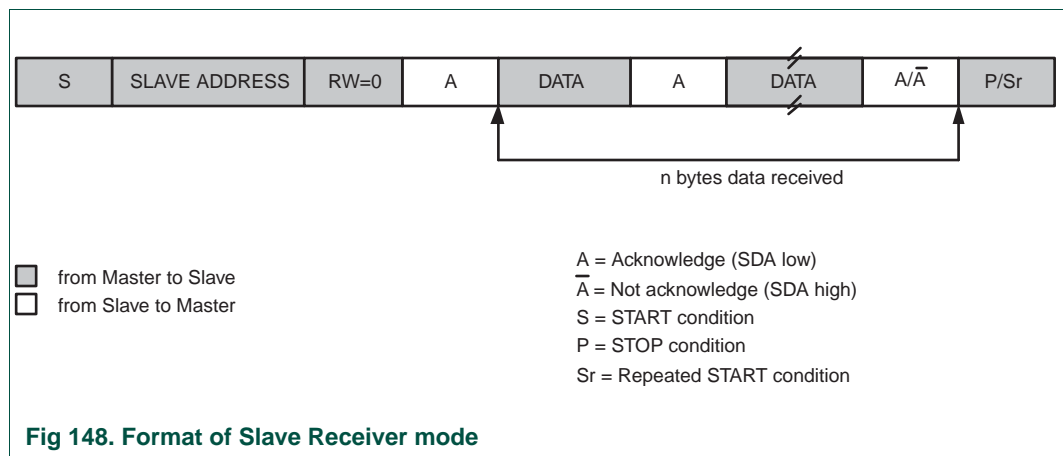 S SLAVE ADDRESS RW=0 A DATA A DATA A/A̅ P/Sr
n bytes data received
from Master to Slave
from Slave to Master
A = Acknowledge (SDA low)
A̅ = Not acknowledge (SDA high)
S = START condition
P = STOP condition
Sr = Repeated START condition
Fig 148. Format of Slave Receiver mode